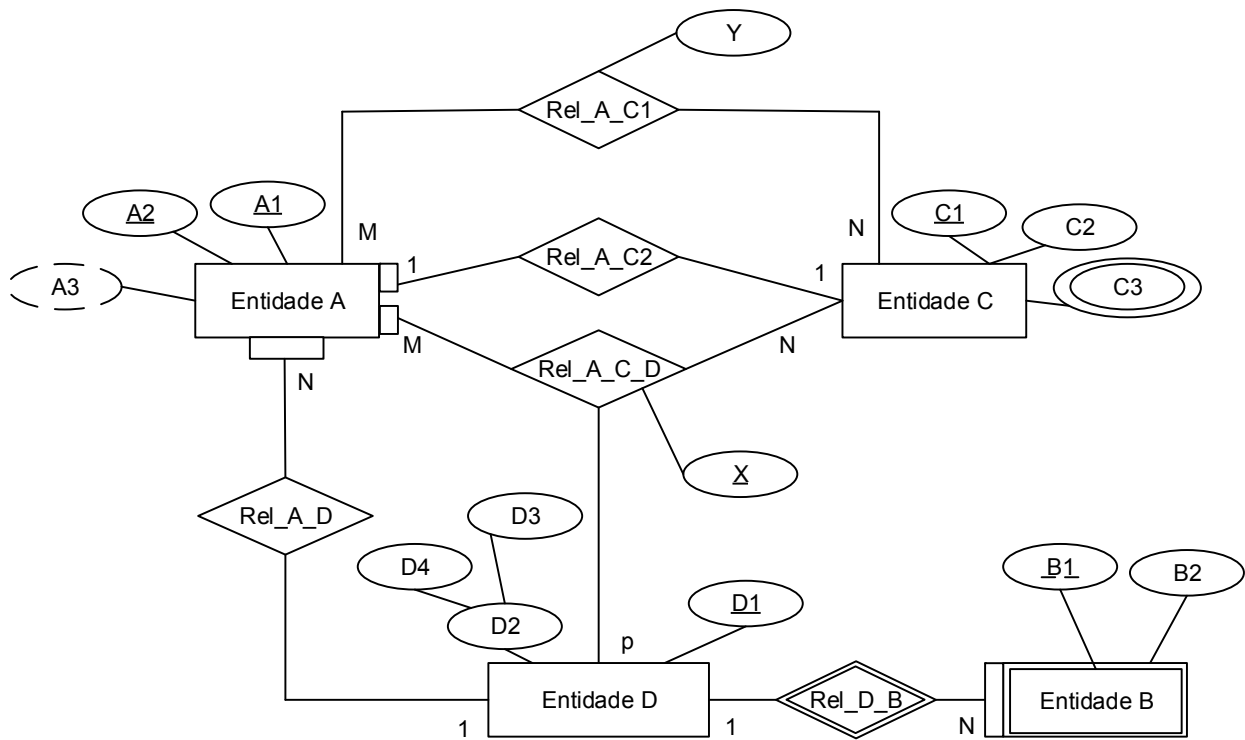 Y
Rel_A_C1
A2
A1
M
N
C1
C2
A3
Entidade A
1
Rel_A_C2
1
Entidade C
C3
M
N
Rel_A_C_D
N
X
Rel_A_D
D3
D4
D2
D1
B1
B2
p
Entidade D
1
1
Rel_D_B
N
Entidade B